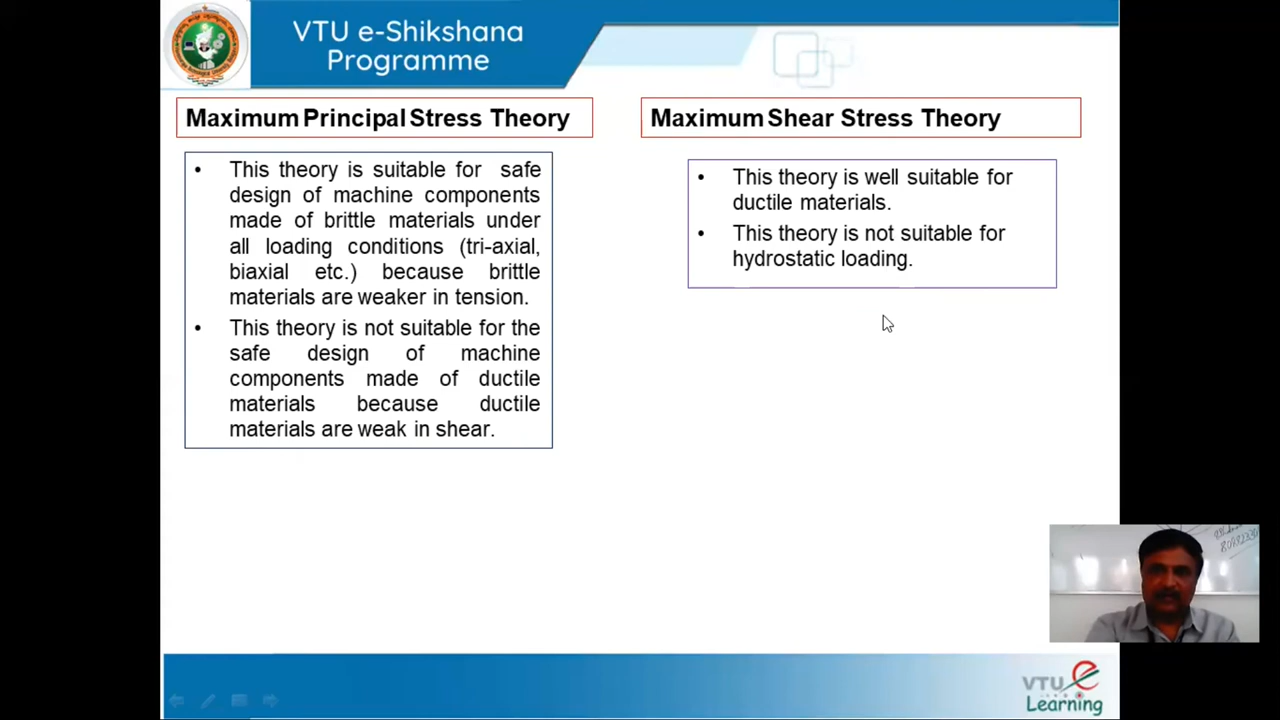 VTU e-Shikshana
Programme
Maximum Principal Stress Theory
• This theory is suitable for safe
design of machine components
made of brittle materials under
all loading conditions (tri-axial,
biaxial etc.) because brittle
materials are weaker in tension.
• This theory is not suitable for the
safe design of machine
components made of ductile
materials because ductile
materials are weak in shear.
Maximum Shear Stress Theory
• This theory is well suitable for
ductile materials.
• This theory is not suitable for
hydrostatic loading.
VTU e
Learning